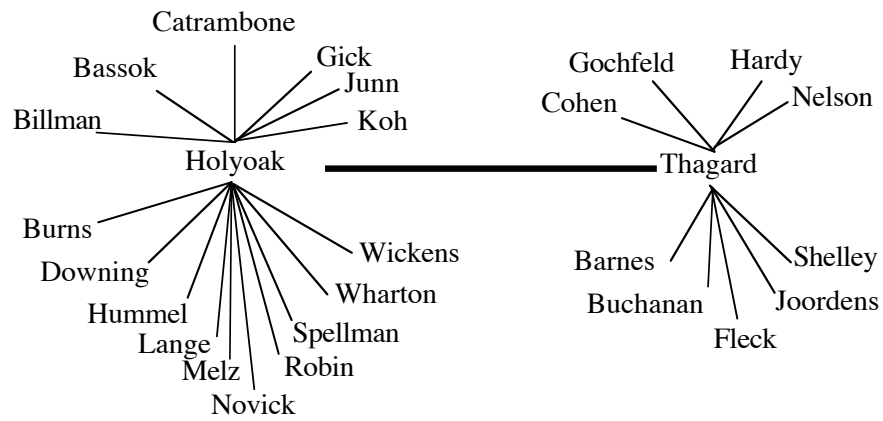 Catrambone
Bassok
Gick
Junn
Billman
Koh
Holyoak
Burns
Downing
Hummel
Lange
Melz
Novick
Robin
Spellman
Wharton
Wickens
Gochfeld
Hardy
Cohen
Nelson
Thagard
Barnes
Buchanan
Fleck
Joordens
Shelley